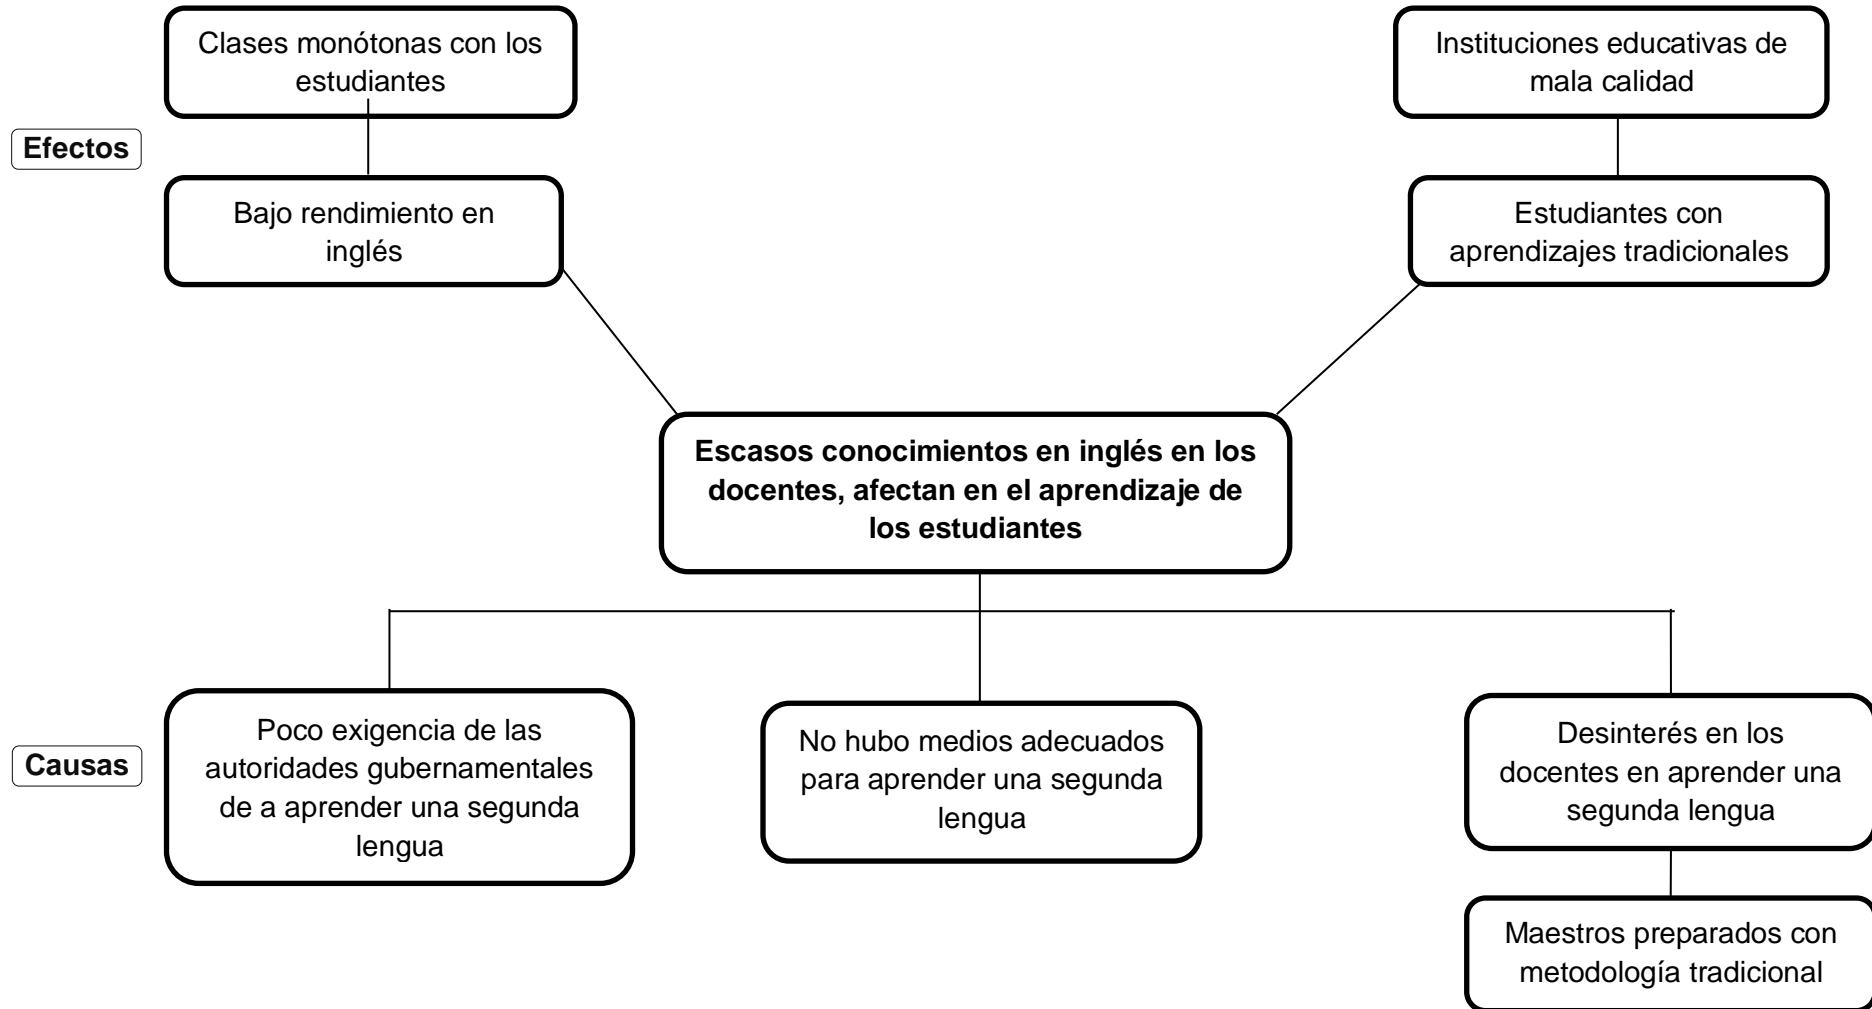 Clases monótonas con los
estudiantes
Instituciones educativas de
mala calidad
Efectos
Bajo rendimiento en
inglés
Estudiantes con
aprendizajes tradicionales
Escasos conocimientos en inglés en los
docentes, afectan en el aprendizaje de
los estudiantes
Causas
Poco exigencia de las
autoridades gubernamentales
de a aprender una segunda
lengua
No hubo medios adecuados
para aprender una segunda
lengua
Desinterés en los
docentes en aprender una
segunda lengua
Maestros preparados con
metodología tradicional